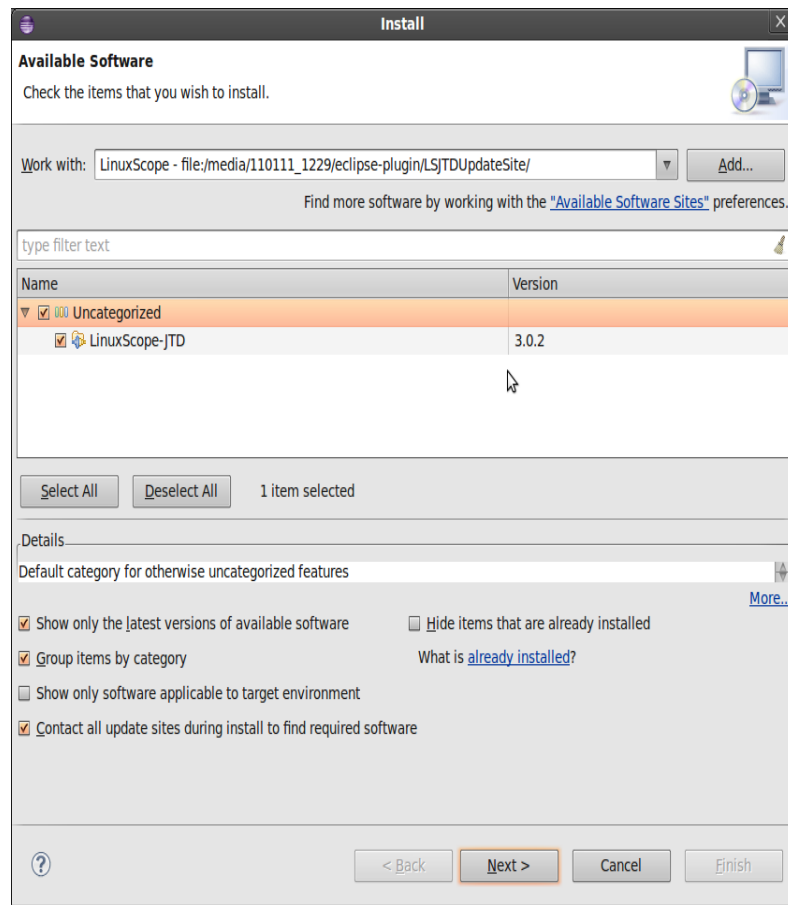 Install
Available Software
Check the items that you wish to install.
Work with: LinuxScope - file:/media/110111_1229/eclipse-plugin/LSJTDUpdateSite/ Add...
Find more software by working with the "Available Software Sites" preferences.
type filter text
Name Version
Uncategorized
LinuxScope-JTD 3.0.2
Select All Deselect All 1 item selected
Details
Default category for otherwise uncategorized features
More..
Show only the latest versions of available software Hide items that are already installed
Group items by category What is already installed?
Show only software applicable to target environment
Contact all update sites during install to find required software
? < Back Next > Cancel Finish